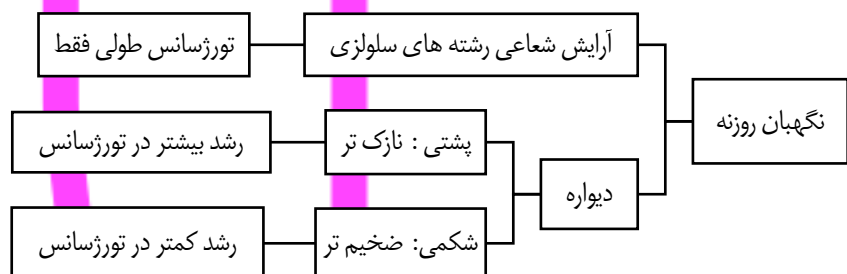 نگهبان روزنه
آرایش شعاعی رشته های سلولزی
تورژسانس طولی فقط
دیواره
پشتی : نازک تر
رشد بیشتر در تورژسانس
شکمی: ضخیم تر
رشد کمتر در تورژسانس